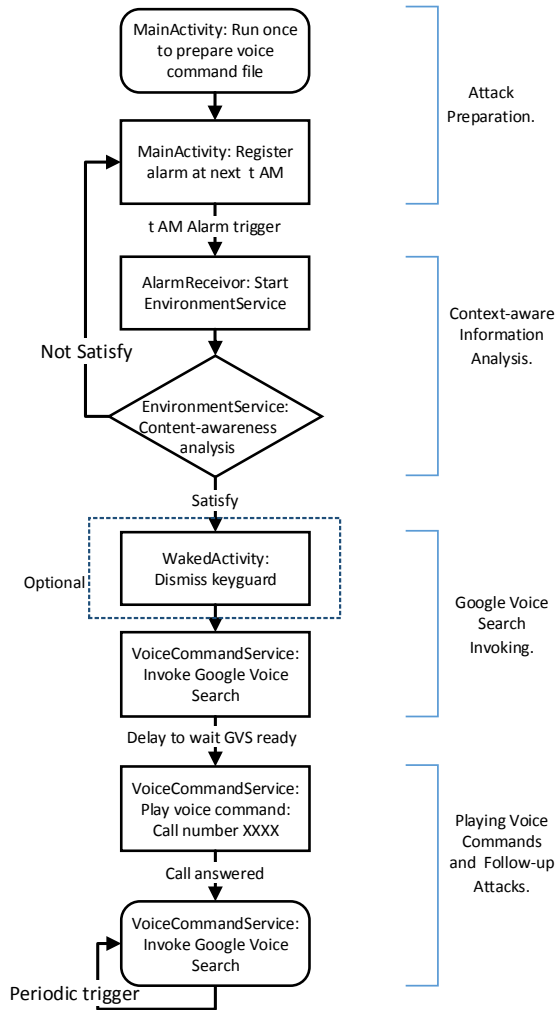 MainActivity: Run once
to prepare voice
command file
Attack
Preparation.
MainActivity: Register
alarm at next t AM
t AM Alarm trigger
AlarmReceivor: Start
EnvironmentService
Context-aware
Information
Analysis.
Not Satisfy
EnvironmentService:
Content-awareness
analysis
Satisfy
Optional
WakedActivity:
Dismiss keyguard
Google Voice
Search
Invoking.
VoiceCommandService:
Invoke Google Voice
Search
Delay to wait GVS ready
VoiceCommandService:
Play voice command:
Call number XXXX
Playing Voice
Commands
and Follow-up
Attacks.
Call answered
VoiceCommandService:
Invoke Google Voice
Search
Periodic trigger